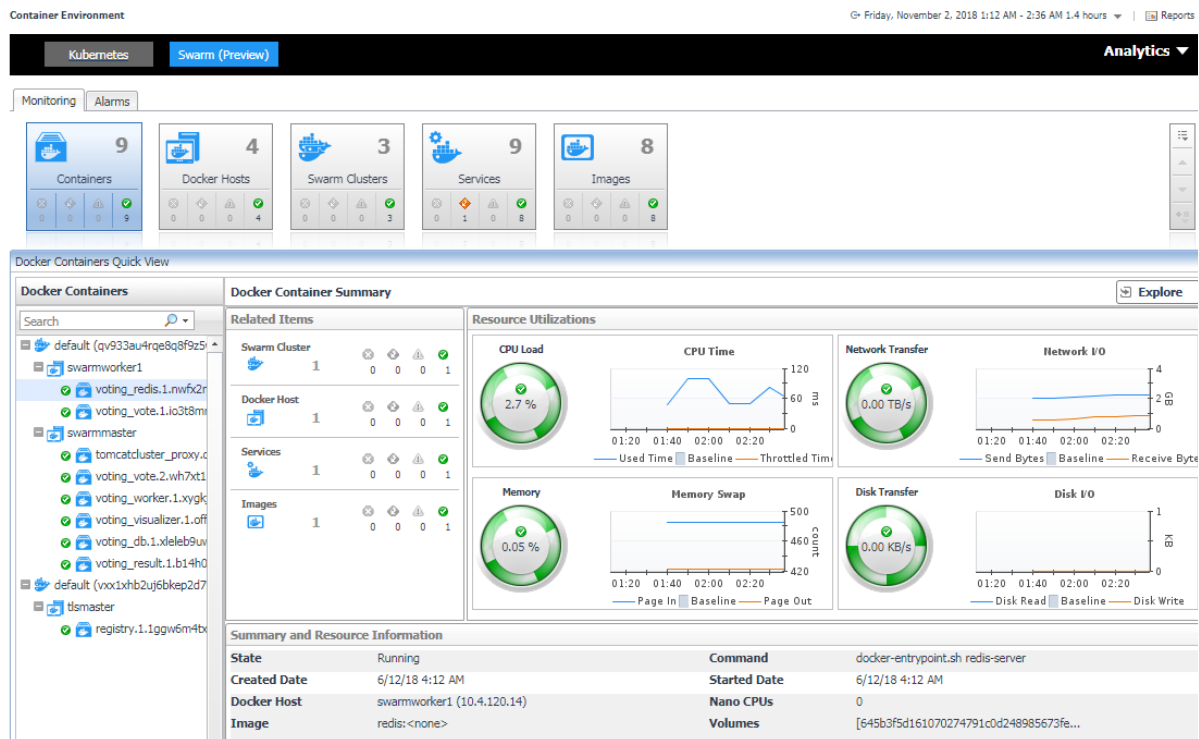 Container Environment
Friday, November 2, 2018 1:12 AM - 2:36 AM 1.4 hours | Reports
Kubernetes Swarm (Preview) Analytics
Monitoring Alarms
9 4 3 9 8
Containers Docker Hosts Swarm Clusters Services Images
0 0 0 9 0 0 0 4 0 0 0 3 0 1 0 8 0 0 0 8
Docker Containers Quick View
Docker Containers
Search
default (qv933au4rqe8q8f9z5
swarmworker1
voting_redis.1.nwfx2r
voting_vote.1.io3t8m
swarmmaster
tomcatcluster_proxy.
voting_vote.2.wh7xt1
voting_worker.1.xygk
voting_visualizer.1.off
voting_db.1.xleleb9u
voting_result.1.b14h0
default (vxx1xhb2uj6bkep2d7
tlsmaster
registry.1.1ggw6m4t
Docker Container Summary Explore
Related Items
Swarm Cluster
1 0 0 0 1
Docker Host
1 0 0 0 1
Services
1 0 0 0 1
Images
1 0 0 0 1
Resource Utilizations
CPU Load
2.7 %
CPU Time
120
60
0
ms
01:20 01:40 02:00 02:20
Used Time Baseline Throttled Time
Network Transfer
0.00 TB/s
Network I/O
4
2
0
GB
01:20 01:40 02:00 02:20
Send Bytes Baseline Receive Byte
Memory
0.05 %
Memory Swap
500
460
420
count
01:20 01:40 02:00 02:20
Page In Baseline Page Out
Disk Transfer
0.00 KB/s
Disk I/O
1
0
KB
01:20 01:40 02:00 02:20
Disk Read Baseline Disk Write
Summary and Resource Information
State Running Command docker-entrypoint.sh redis-server
Created Date 6/12/18 4:12 AM Started Date 6/12/18 4:12 AM
Docker Host swarmworker1 (10.4.120.14) Nano CPUs 0
Image redis:<none> Volumes [645b3f5d161070274791c0d248985673fe...